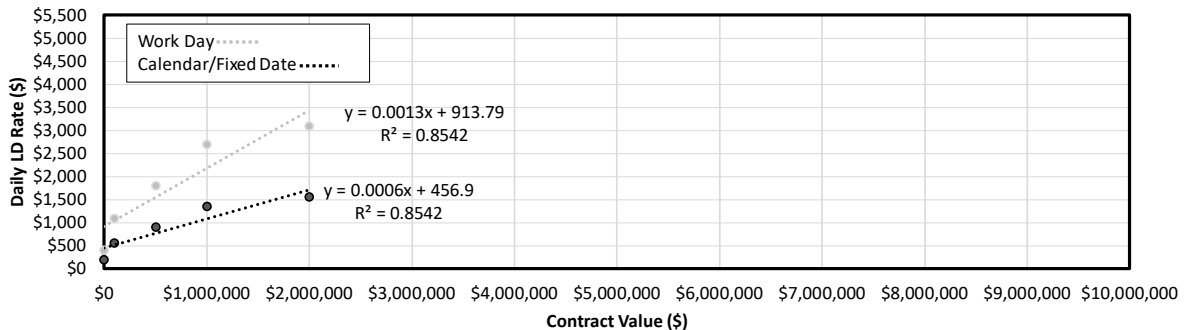 $5,500
$5,000
$4,500
$4,000
$3,500
$3,000
$2,500
$2,000
$1,500
$1,000
$500
$0
Daily LD Rate ($)
Work Day
Calendar/Fixed Date
y = 0.0013x + 913.79
R² = 0.8542
y = 0.0006x + 456.9
R² = 0.8542
$0 $1,000,000 $2,000,000 $3,000,000 $4,000,000 $5,000,000 $6,000,000 $7,000,000 $8,000,000 $9,000,000 $10,000,000
Contract Value ($)